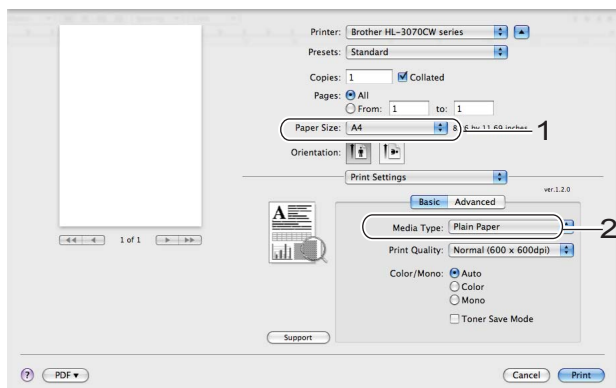 Printer: Brother HL-3070CW series
Presets: Standard
Copies: 1 Collated
Pages: All
From: 1 to: 1
Paper Size: A4 8 6 by 11.69 inches 1
Orientation:
Print Settings
ver.1.2.0
Basic Advanced
Media Type: Plain Paper 2
1 of 1
Print Quality: Normal (600 x 600dpi)
Color/Mono: Auto
Color
Mono
Toner Save Mode
Support
? PDF Cancel Print